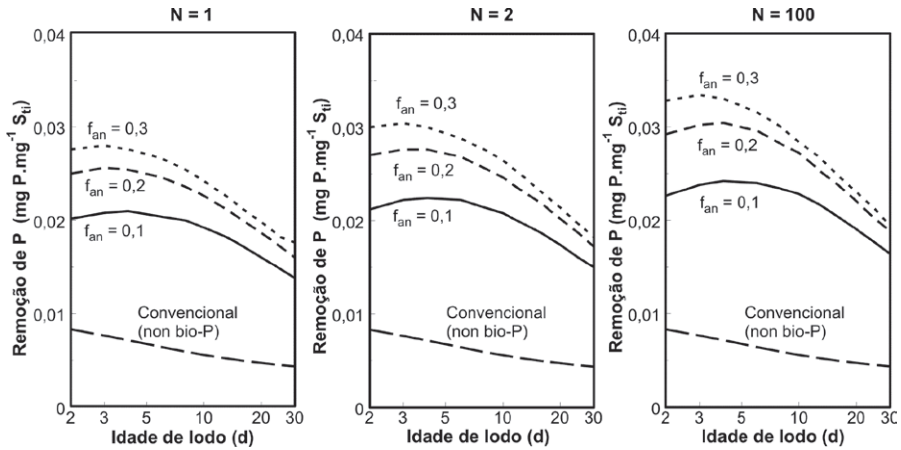 N = 1
0,04
0,03
0,02
0,01
0
Remoção de P (mg P.mg⁻¹ Sti)
fan = 0,3
fan = 0,2
fan = 0,1
Convencional
(non bio-P)
2 3 5 10 20 30
Idade de lodo (d)
N = 2
0,04
0,03
0,02
0,01
0
Remoção de P (mg P.mg⁻¹ Sti)
fan = 0,3
fan = 0,2
fan = 0,1
Convencional
(non bio-P)
2 3 5 10 20 30
Idade de lodo (d)
N = 100
0,04
0,03
0,02
0,01
0
Remoção de P (mg P.mg⁻¹ Sti)
fan = 0,3
fan = 0,2
fan = 0,1
Convencional
(non bio-P)
2 3 5 10 20 30
Idade de lodo (d)